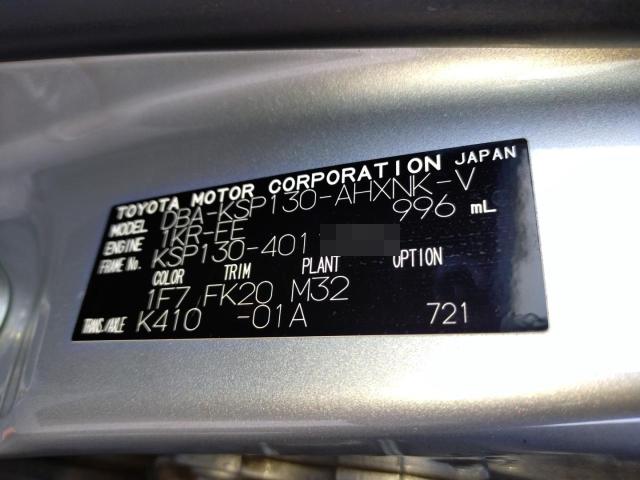 TOYOTA MOTOR CORPORATION JAPAN
MODEL DBA-KSP130-AHXNK-V
ENGINE 1KR-FE 996 mL
FRAME No. KSP130-401
COLOR TRIM PLANT OPTION
1F7 FK20 M32
TRANS./AXLE K410 -01A 721